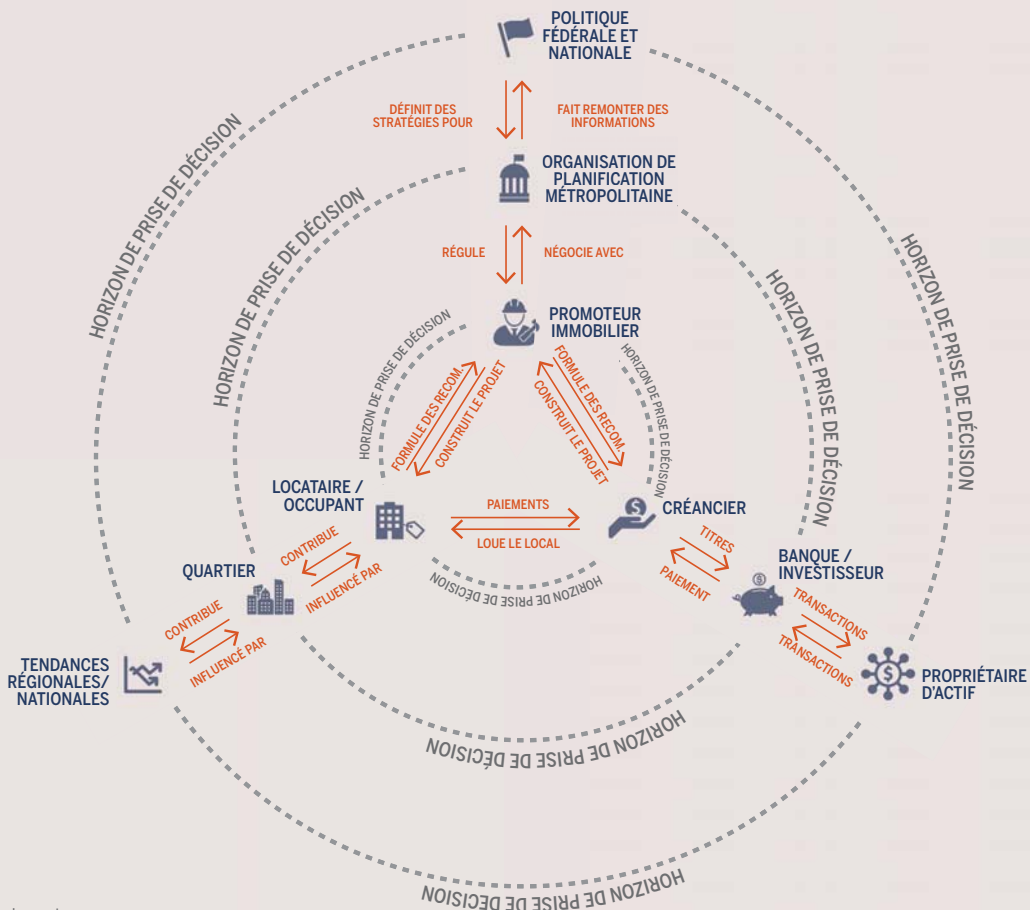 POLITIQUE
FÉDÉRALE ET
NATIONALE
DÉFINIT DES
STRATÉGIES POUR
FAIT REMONTER DES
INFORMATIONS
HORIZON DE PRISE DE DÉCISION
HORIZON DE PRISE DE DÉCISION
ORGANISATION DE
PLANIFICATION
MÉTROPOLITAINE
HORIZON DE PRISE DE DÉCISION
HORIZON DE PRISE DE DÉCISION
RÉGULE
NÉGOCIE AVEC
PROMOTEUR
IMMOBILIER
HORIZON DE PRISE DE DÉCISION
HORIZON DE PRISE DE DÉCISION
FORMULE DES RECOM.
CONSTRUIT LE PROJET
FORMULE DES RECOM.
CONSTRUIT LE PROJET
LOCATAIRE /
OCCUPANT
PAIEMENTS
LOUE LE LOCAL
CRÉANCIER
HORIZON DE PRISE DE DÉCISION
CONTRIBUE
INFLUENCÉ PAR
TITRES
PAIEMENT
QUARTIER
BANQUE /
INVESTISSEUR
CONTRIBUE
INFLUENCÉ PAR
TRANSACTIONS
TRANSACTIONS
TENDANCES
RÉGIONALES/
NATIONALES
PROPRIÉTAIRE
D'ACTIF
HORIZON DE PRISE DE DÉCISION
HORIZON DE PRISE DE DÉCISION